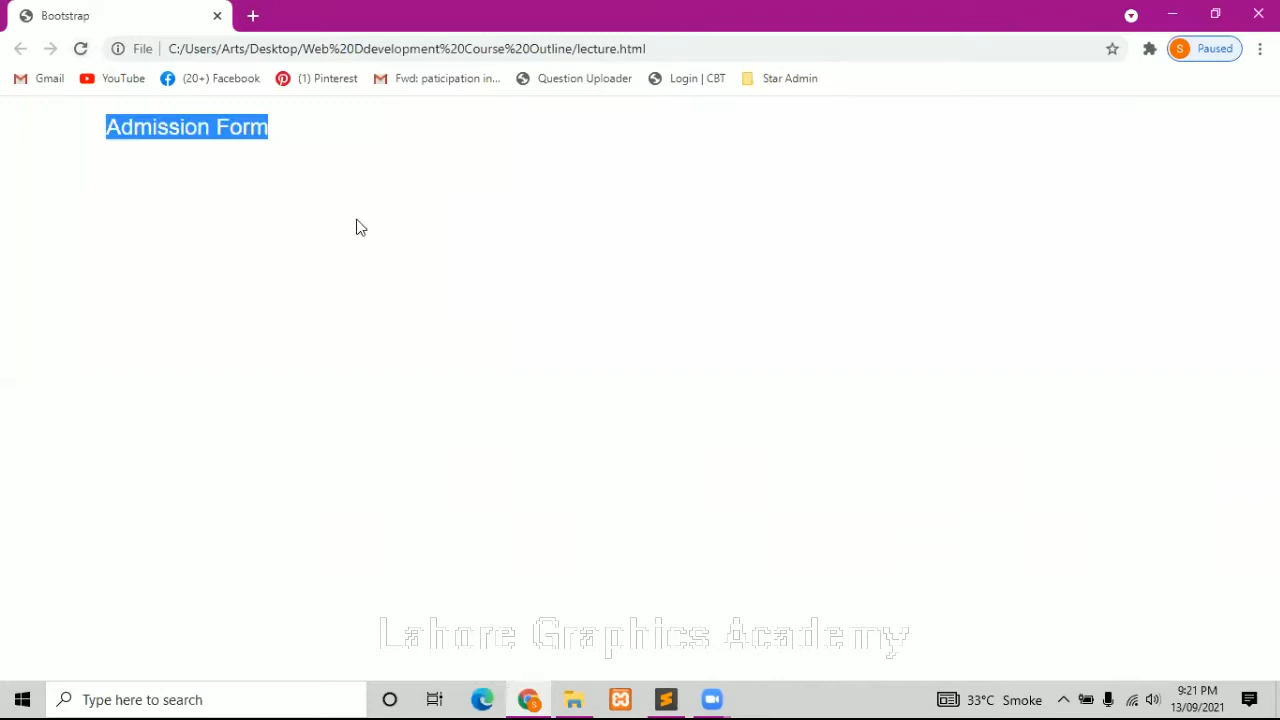 Bootstrap
File C:/Users/Arts/Desktop/Web%20Ddevelopment%20Course%20Outline/lecture.html
S Paused
Gmail YouTube (20+) Facebook (1) Pinterest Fwd: paticipation in... Question Uploader Login | CBT Star Admin
Admission Form
Lahore Graphics Academy
Type here to search
33°C Smoke
9:21 PM
13/09/2021